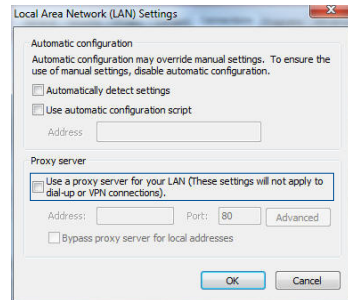 Local Area Network (LAN) Settings
Automatic configuration
Automatic configuration may override manual settings. To ensure the
use of manual settings, disable automatic configuration.
Automatically detect settings
Use automatic configuration script
Address
Proxy server
Use a proxy server for your LAN (These settings will not apply to
dial-up or VPN connections).
Address:
Port: 80
Advanced
Bypass proxy server for local addresses
OK
Cancel